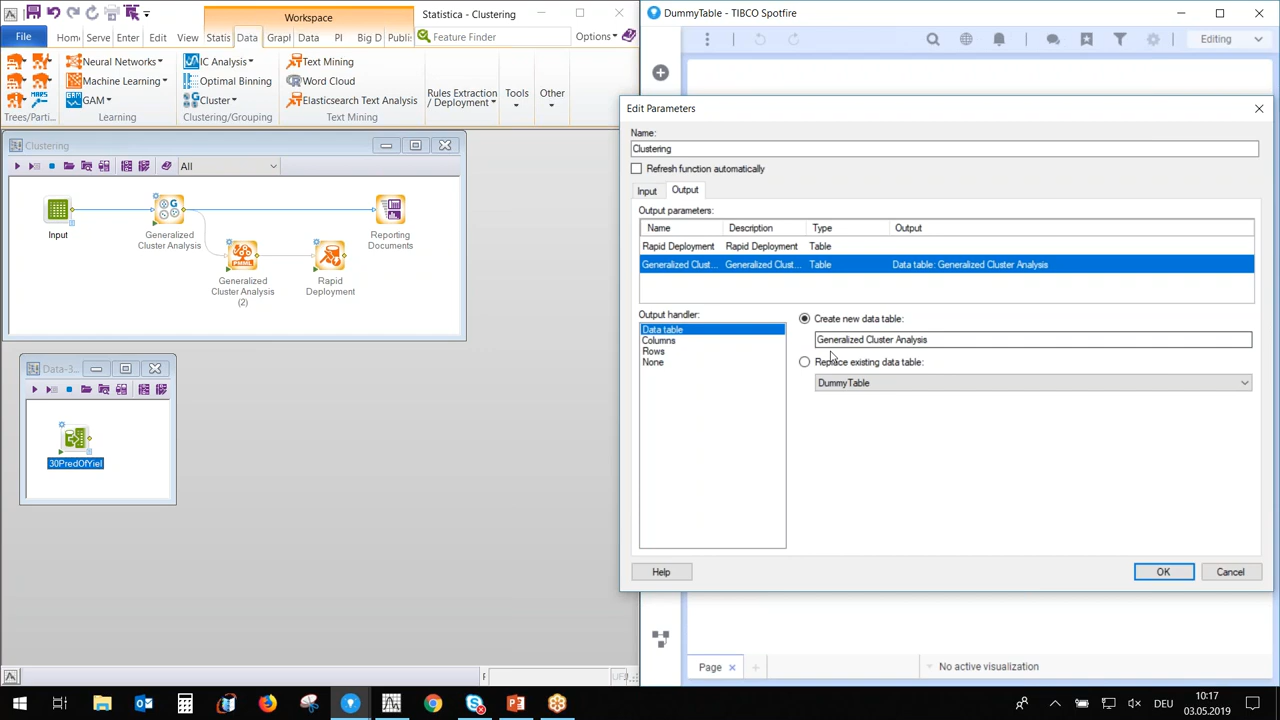 Workspace
Statistica - Clustering
DummyTable - TIBCO Spotfire
File
Home
Serve
Enter
Edit
View
Statis
Data
Graph
Data
PI
Big D
Publi
Feature Finder
Options
Editing
Neural Networks
IC Analysis
Text Mining
Machine Learning
Optimal Binning
Word Cloud
MARS
GAM
Cluster
Elasticsearch Text Analysis
Rules Extraction
/ Deployment
Tools
Other
Trees/Parti...
Learning
Clustering/Grouping
Text Mining
Edit Parameters
Name:
Clustering
Refresh function automatically
Input
Output
Output parameters:
Name
Description
Type
Output
Rapid Deployment
Rapid Deployment
Table
Generalized Clust...
Generalized Clust...
Table
Data table: Generalized Cluster Analysis
Output handler:
Data table
Columns
Rows
None
Create new data table:
Generalized Cluster Analysis
Replace existing data table:
DummyTable
Help
OK
Cancel
Clustering
All
Input
Generalized
Cluster Analysis
Reporting
Documents
PMML
Generalized
Cluster Analysis
(2)
Rapid
Deployment
Data-3...
30PredOfYiel
Page
No active visualization
DEU
10:17
03.05.2019